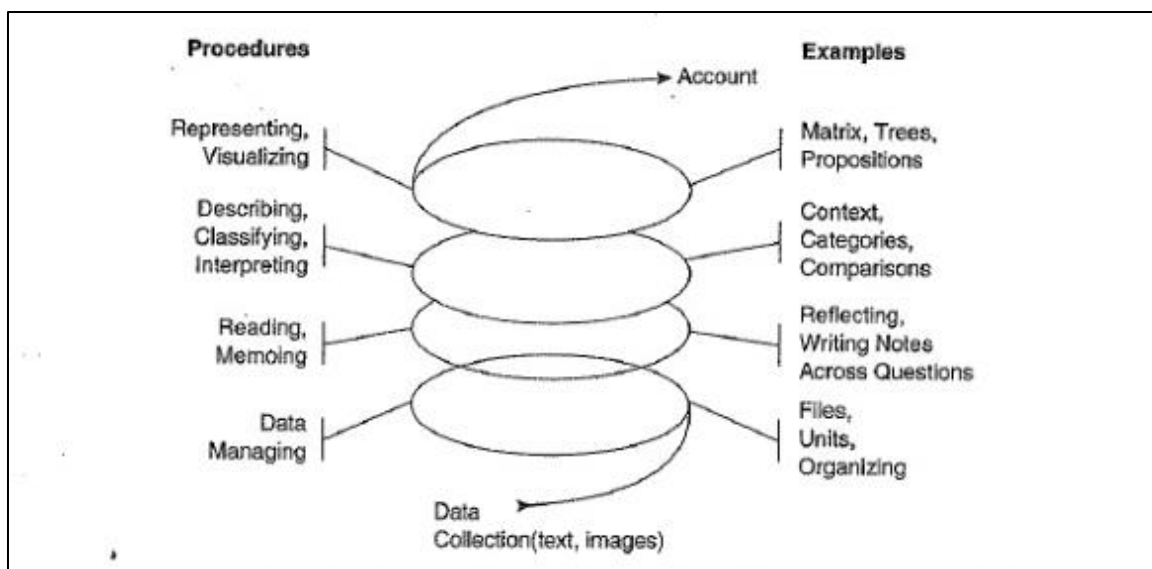 Procedures
Examples
Account
Representing,
Visualizing
Matrix, Trees,
Propositions
Describing,
Classifying,
Interpreting
Context,
Categories,
Comparisons
Reading,
Memoing
Reflecting,
Writing Notes
Across Questions
Data
Managing
Files,
Units,
Organizing
Data
Collection(text, images)